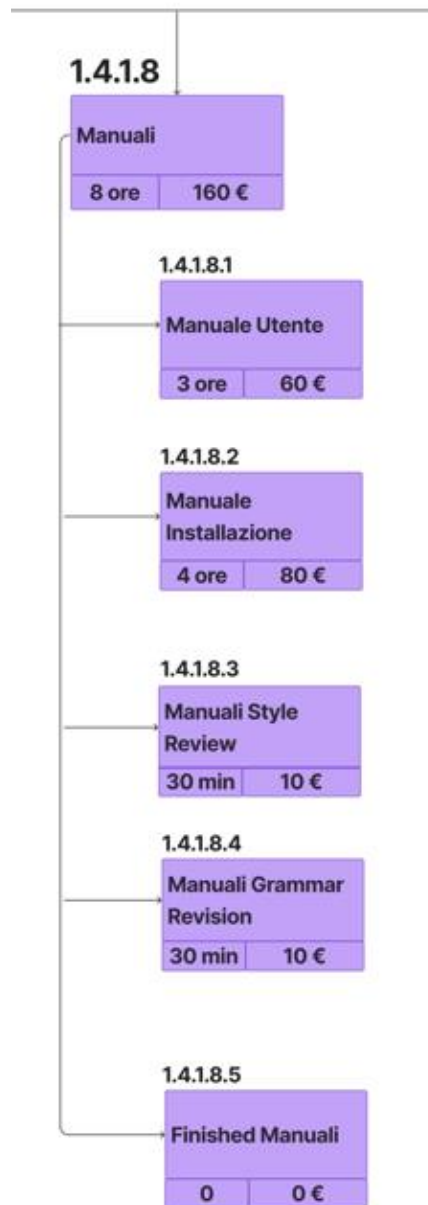 1.4.1.8
Manuali
8 ore 160 €
1.4.1.8.1
Manuale Utente
3 ore 60 €
1.4.1.8.2
Manuale
Installazione
4 ore 80 €
1.4.1.8.3
Manuali Style
Review
30 min 10 €
1.4.1.8.4
Manuali Grammar
Revision
30 min 10 €
1.4.1.8.5
Finished Manuali
0 0 €